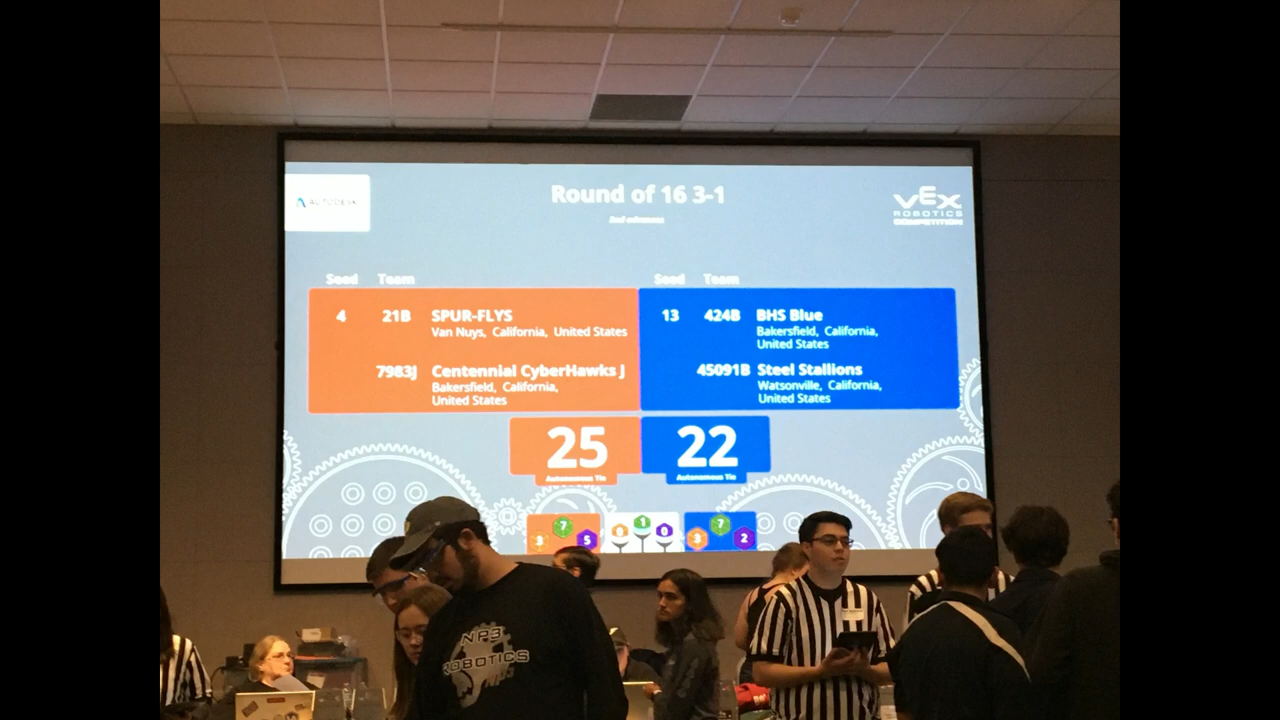 AUTODESK
Round of 16 3-1
VEX
ROBOTICS
COMPETITION
Seed Team
Seed Team
4 21B SPUR-FLYS
Van Nuys, California, United States
7983J Centennial CyberHawks J
Bakersfield, California,
United States
13 424B BHS Blue
Bakersfield, California,
United States
45091B Steel Stallions
Watsonville, California,
United States
25 22
Autonomous Tie
Autonomous Tie
3 7 5
0 1 0
3 7 2
NP3
ROBOTICS